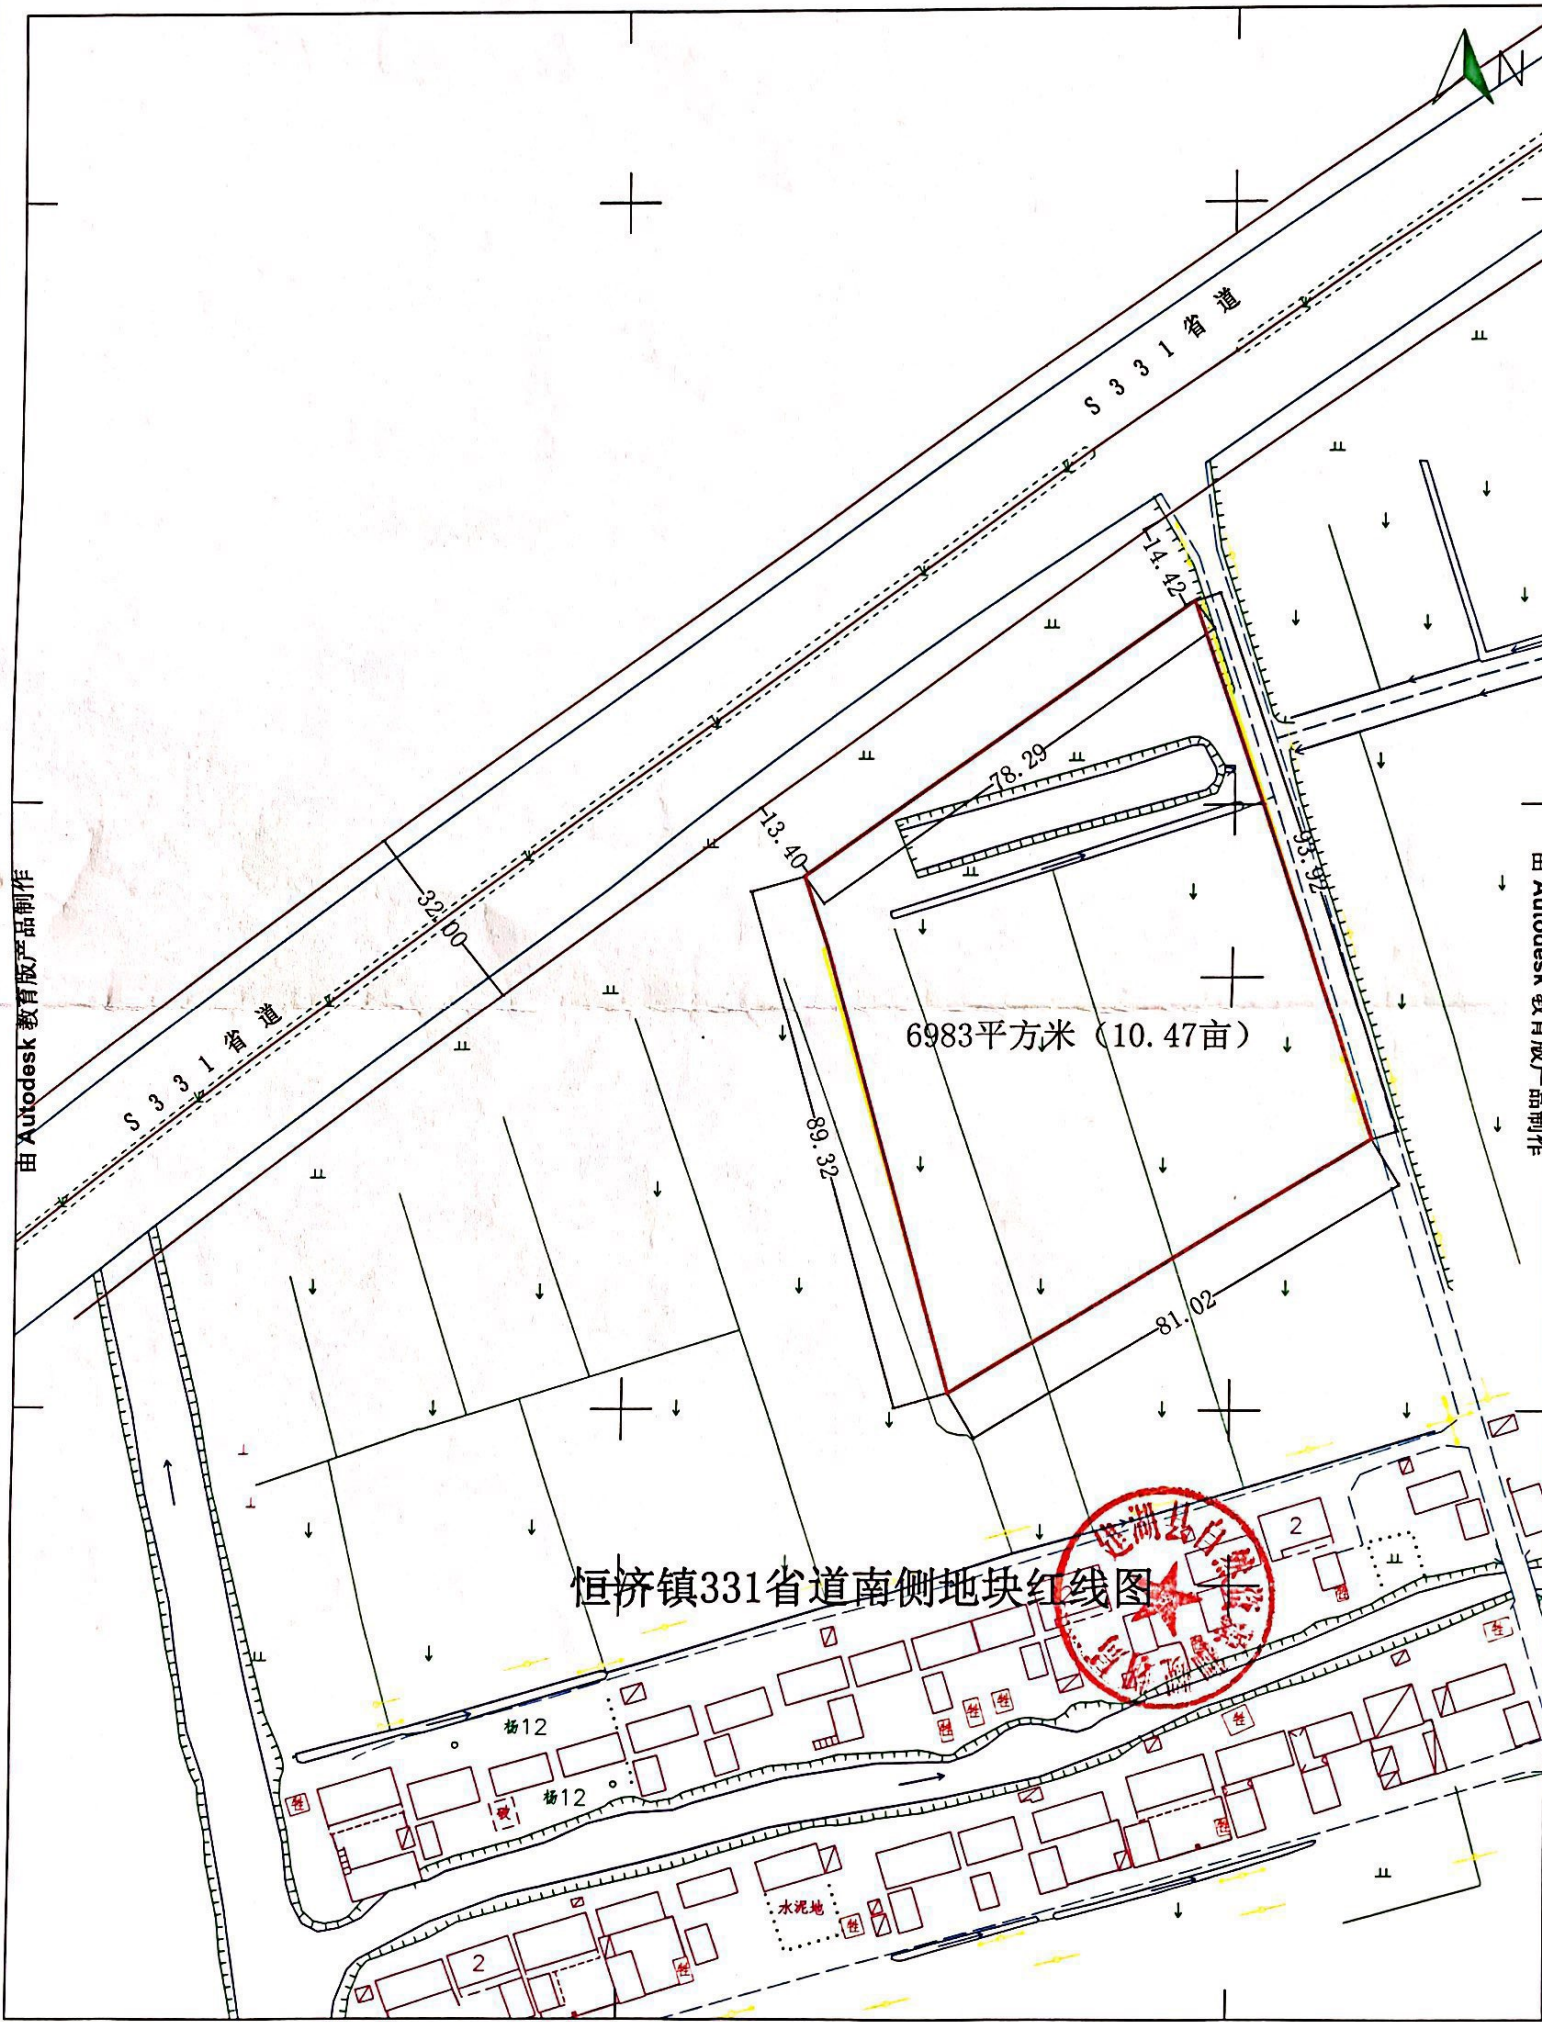 N
S331省道
14.42
78.29
13.40
93.92
32.00
由 Autodesk 教育版产品制作
由 Autodesk 教育版产品制作
S331省道
6983平方米（10.47亩）
89.32
81.02
2
恒济镇331省道南侧地块红线图
杨12
杨12
破
水泥地
2